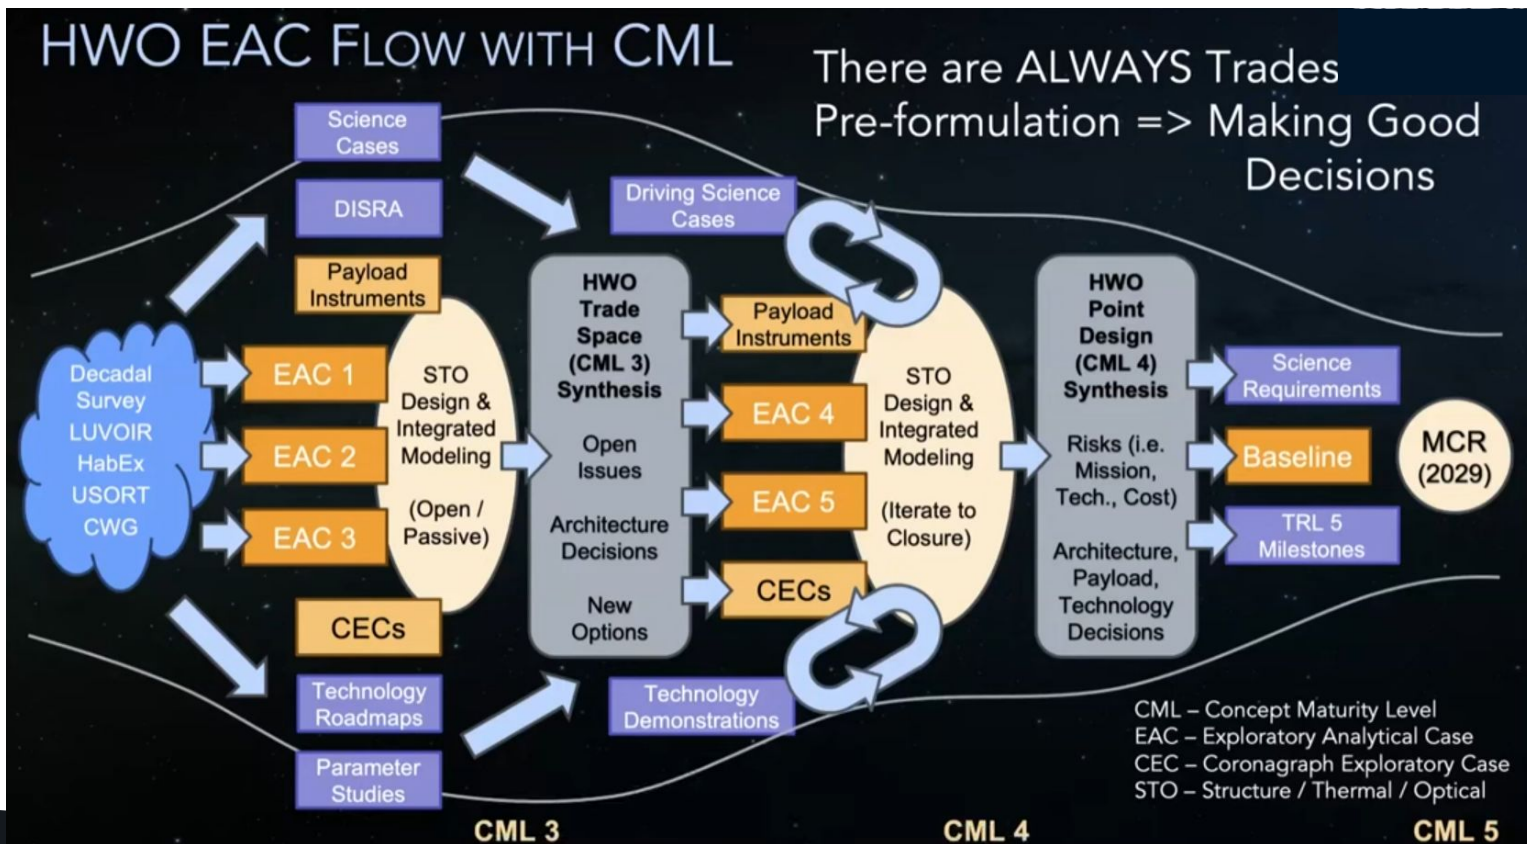 HWO EAC FLOW WITH CML
There are ALWAYS Trades
Pre-formulation => Making Good
Decisions
Science
Cases
DISRA
Payload
Instruments
Decadal
Survey
LUVOIR
HabEx
USORT
CWG
EAC 1
EAC 2
EAC 3
STO
Design &
Integrated
Modeling
(Open /
Passive)
CECs
Technology
Roadmaps
Parameter
Studies
Driving Science
Cases
HWO
Trade
Space
(CML 3)
Synthesis
Open
Issues
Architecture
Decisions
New
Options
Payload
Instruments
EAC 4
EAC 5
CECs
Technology
Demonstrations
STO
Design &
Integrated
Modeling
(Iterate to
Closure)
HWO
Point
Design
(CML 4)
Synthesis
Risks (i.e.
Mission,
Tech., Cost)
Architecture,
Payload,
Technology
Decisions
Science
Requirements
Baseline
TRL 5
Milestones
MCR
(2029)
CML – Concept Maturity Level
EAC – Exploratory Analytical Case
CEC – Coronagraph Exploratory Case
STO – Structure / Thermal / Optical
CML 3
CML 4
CML 5